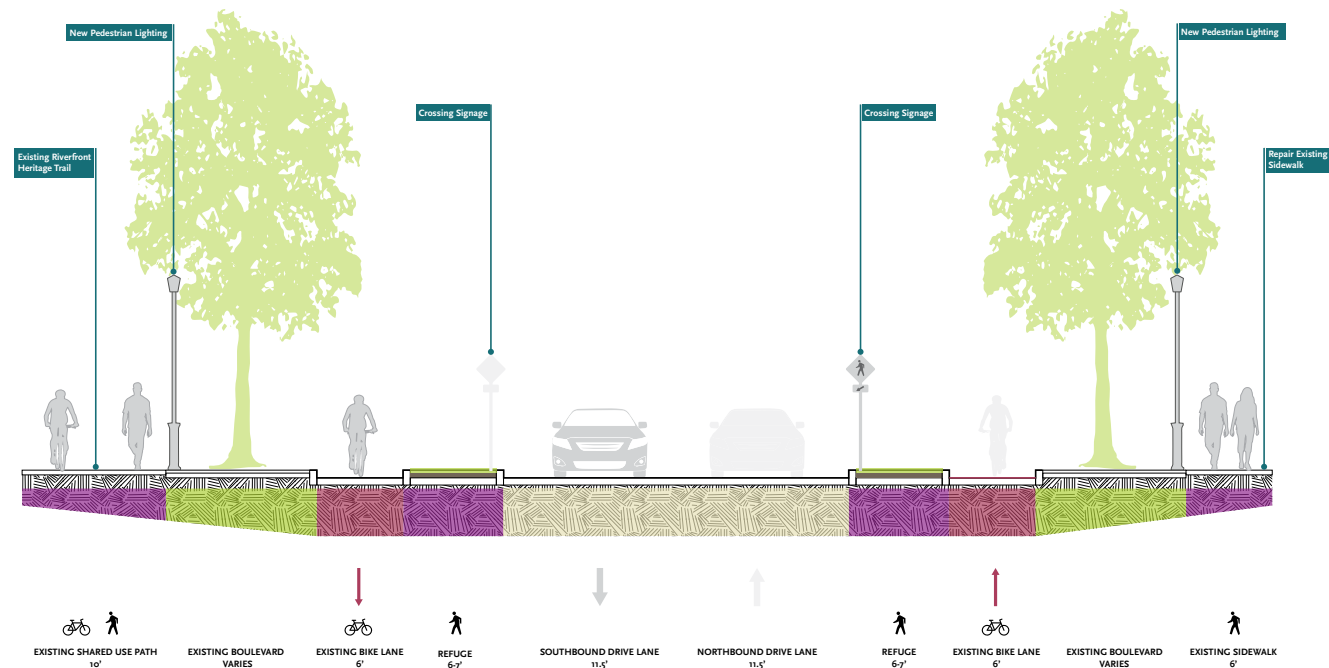 New Pedestrian Lighting
New Pedestrian Lighting
Crossing Signage
Crossing Signage
Existing Riverfront
Heritage Trail
Repair Existing
Sidewalk
EXISTING SHARED USE PATH
10'
EXISTING BOULEVARD
VARIES
EXISTING BIKE LANE
6'
REFUGE
6-7'
SOUTHBOUND DRIVE LANE
11.5'
NORTHBOUND DRIVE LANE
11.5'
REFUGE
6-7'
EXISTING BIKE LANE
6'
EXISTING BOULEVARD
VARIES
EXISTING SIDEWALK
6'